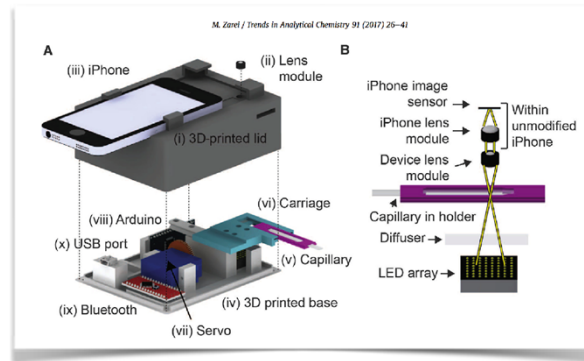 M. Zarei / Trends in Analytical Chemistry 91 (2017) 26–41
A
B
(iii) iPhone
(ii) Lens
module
(i) 3D-printed lid
(viii) Arduino
(vi) Carriage
(x) USB port
(v) Capillary
(ix) Bluetooth
(iv) 3D printed base
(vii) Servo
iPhone image
sensor
iPhone lens
module
Device lens
module
Within
unmodified
iPhone
Capillary in holder
Diffuser
LED array